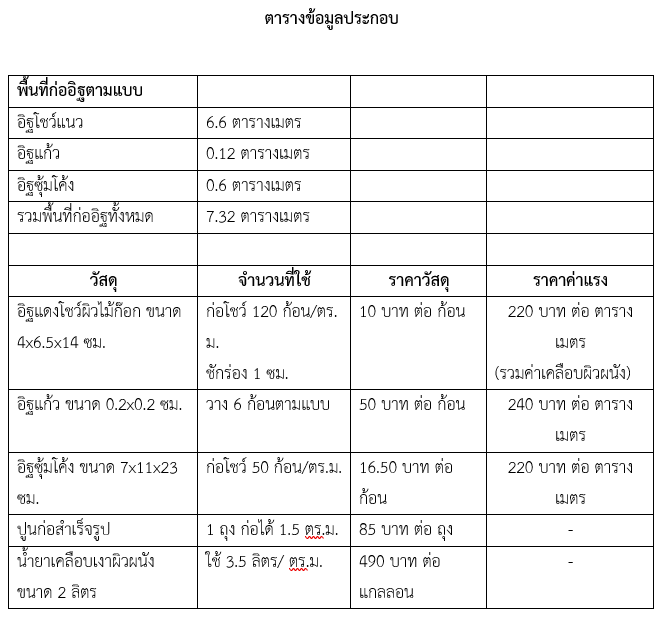 ตารางข้อมูลประกอบ
พื้นที่ก่ออิฐตามแบบ
อิฐโชว์แนว 6.6 ตารางเมตร
อิฐแก้ว 0.12 ตารางเมตร
อิฐซุ้มโค้ง 0.6 ตารางเมตร
รวมพื้นที่ก่ออิฐทั้งหมด 7.32 ตารางเมตร
วัสดุ จำนวนที่ใช้ ราคาวัสดุ ราคาค่าแรง
อิฐแดงโชว์ผิวไม้ก๊อก ขนาด ก่อโชว์ 120 ก้อน/ตร. 10 บาท ต่อ ก้อน 220 บาท ต่อ ตาราง
4x6.5x14 ซม. ม. เมตร
ชักร่อง 1 ซม. (รวมค่าเคลือบผิวผนัง)
อิฐแก้ว ขนาด 0.2x0.2 ซม. วาง 6 ก้อนตามแบบ 50 บาท ต่อ ก้อน 240 บาท ต่อ ตาราง
เมตร
อิฐซุ้มโค้ง ขนาด 7x11x23 ก่อโชว์ 50 ก้อน/ตร.ม. 16.50 บาท ต่อ 220 บาท ต่อ ตาราง
ซม. ก้อน เมตร
ปูนก่อสำเร็จรูป 1 ถุง ก่อได้ 1.5 ตร.ม. 85 บาท ต่อ ถุง -
น้ำยาเคลือบเงาผิวผนัง ใช้ 3.5 ลิตร/ ตร.ม. 490 บาท ต่อ -
ขนาด 2 ลิตร แกลลอน